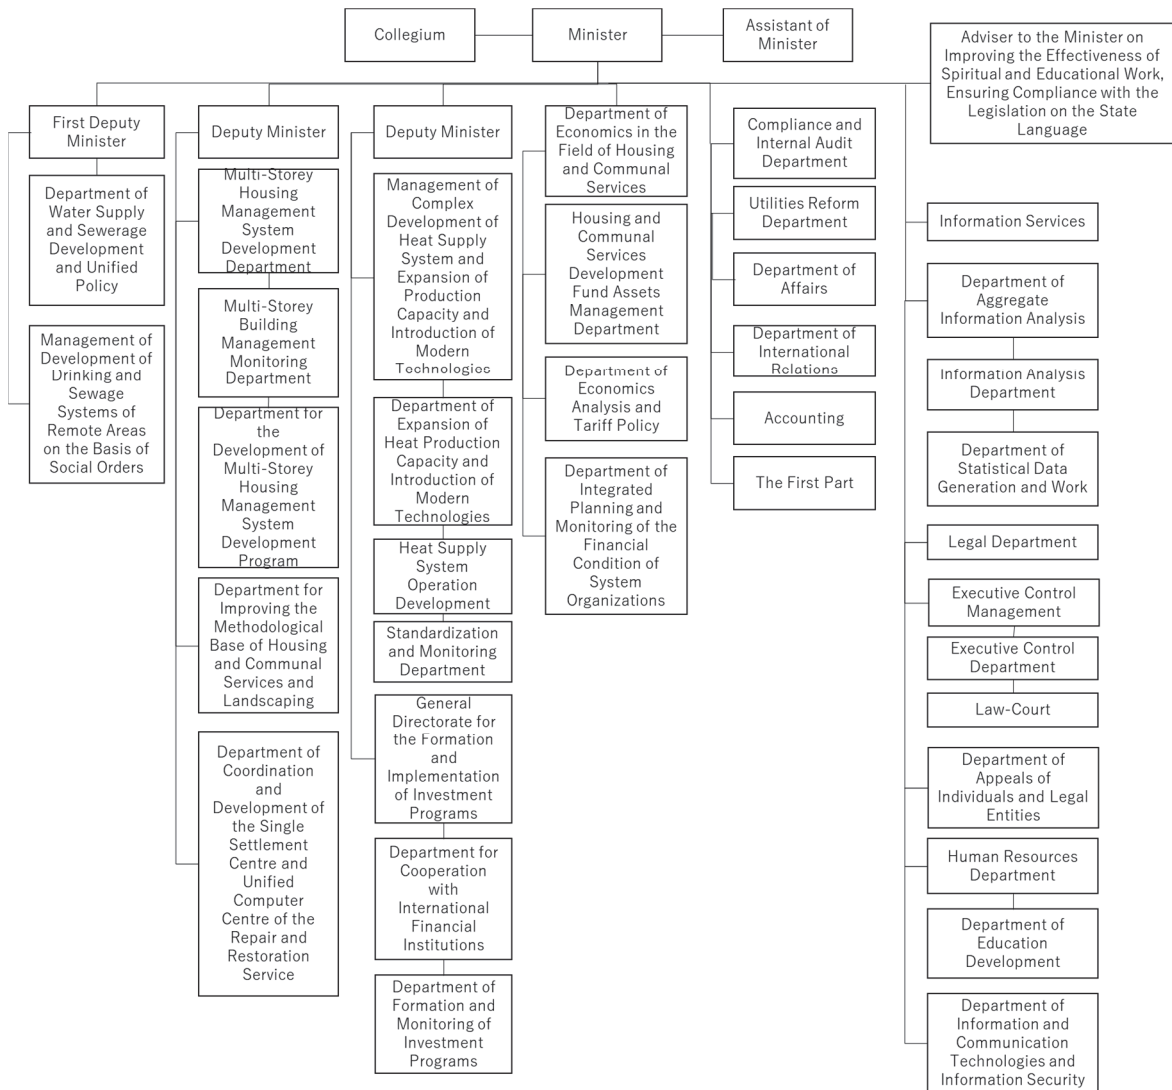 Collegium
Minister
Assistant of
Minister
Adviser to the Minister on
Improving the Effectiveness of
Spiritual and Educational Work,
Ensuring Compliance with the
Legislation on the State
Language
First Deputy
Minister
Department of
Water Supply
and Sewerage
Development
and Unified
Policy
Management of
Development of
Drinking and
Sewage
Systems of
Remote Areas
on the Basis of
Social Orders
Deputy Minister
Multi-Storey
Housing
Management
System
Development
Department
Multi-Storey
Building
Management
Monitoring
Department
Department for
the
Development of
Multi-Storey
Housing
Management
System
Development
Program
Department for
Improving the
Methodological
Base of Housing
and Communal
Services and
Landscaping
Department of
Coordination
and
Development of
the Single
Settlement
Centre and
Unified
Computer
Centre of the
Repair and
Restoration
Service
Deputy Minister
Management of
Complex
Development of
Heat Supply
System and
Expansion of
Production
Capacity and
Introduction of
Modern
Technologies
Department of
Expansion of
Heat Production
Capacity and
Introduction of
Modern
Technologies
Heat Supply
System
Operation
Development
Standardization
and Monitoring
Department
General
Directorate for
the Formation
and
Implementation
of Investment
Programs
Department for
Cooperation
with
International
Financial
Institutions
Department of
Formation and
Monitoring of
Investment
Programs
Department of
Economics in the
Field of Housing
and Communal
Services
Housing and
Communal
Services
Development
Fund Assets
Management
Department
Department of
Economics
Analysis and
Tariff Policy
Department of
Integrated
Planning and
Monitoring of the
Financial
Condition of
System
Organizations
Compliance and
Internal Audit
Department
Utilities Reform
Department
Department of
Affairs
Department of
International
Relations
Accounting
The First Part
Information Services
Department of
Aggregate
Information Analysis
Information Analysis
Department
Department of
Statistical Data
Generation and Work
Legal Department
Executive Control
Management
Executive Control
Department
Law-Court
Department of
Appeals of
Individuals and Legal
Entities
Human Resources
Department
Department of
Education
Development
Department of
Information and
Communication
Technologies and
Information Security